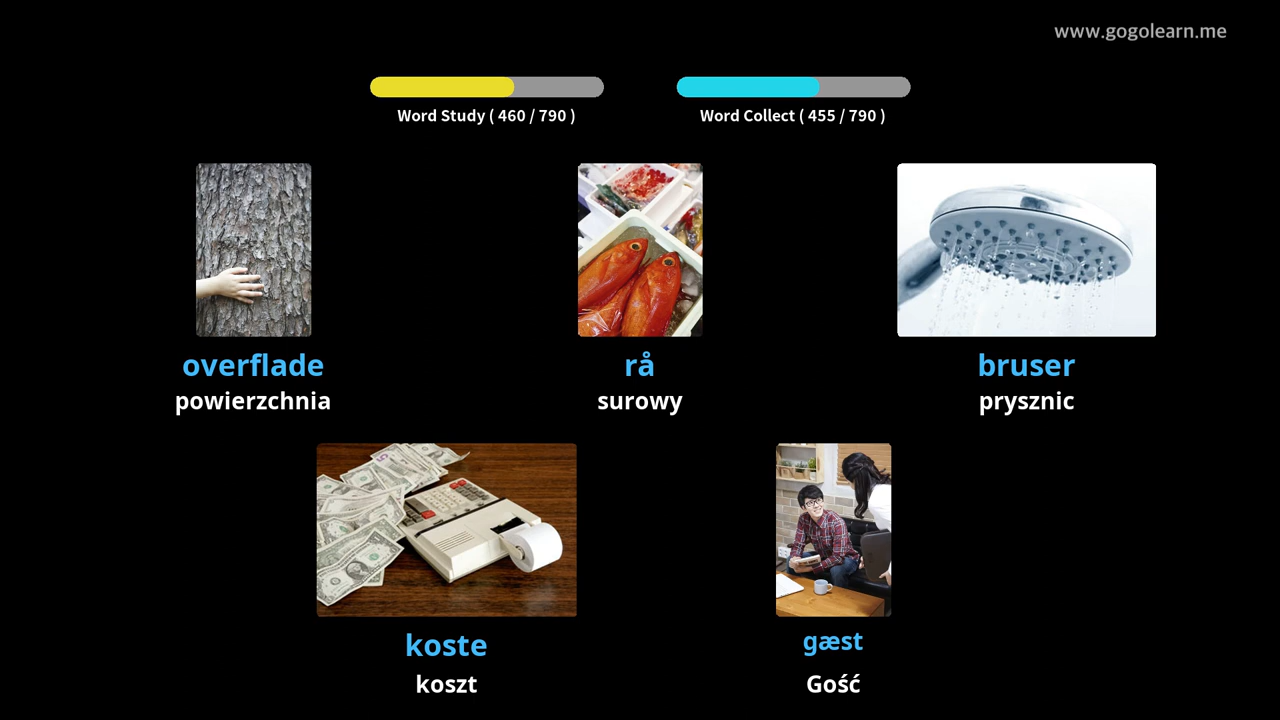 www.gogolearn.me
Word Study ( 460 / 790 )
Word Collect ( 455 / 790 )
overflade
powierzchnia
rå
surowy
bruser
prysznic
koste
koszt
gæst
Gość